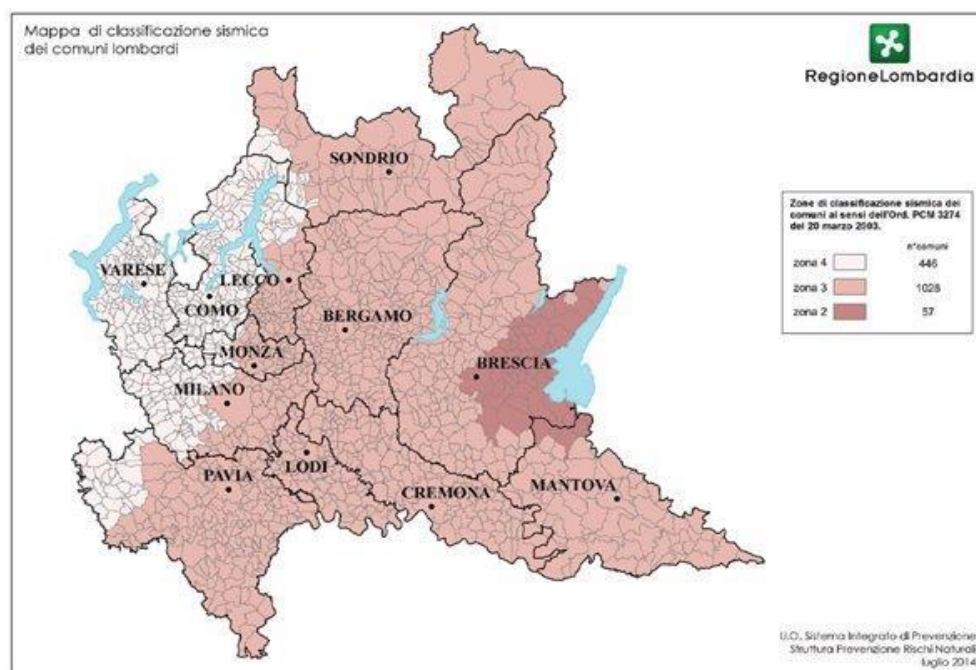 Mappa di classificazione sismica
dei comuni lombardi
RegioneLombardia
SONDRIO
VARESE
LECCO
COMO
BERGAMO
MONZA
BRESCIA
MILANO
PAVIA
LODI
CREMONA
MANTOVA
Zone di classificazione sismica dei
comuni ai sensi dell'Ord. PCM 3274
del 20 marzo 2003.
n°comuni
zona 4 446
zona 3 1028
zona 2 57
U.O. Sistema Integrato di Prevenzione
Struttura Prevenzione Rischi Naturali
luglio 2014